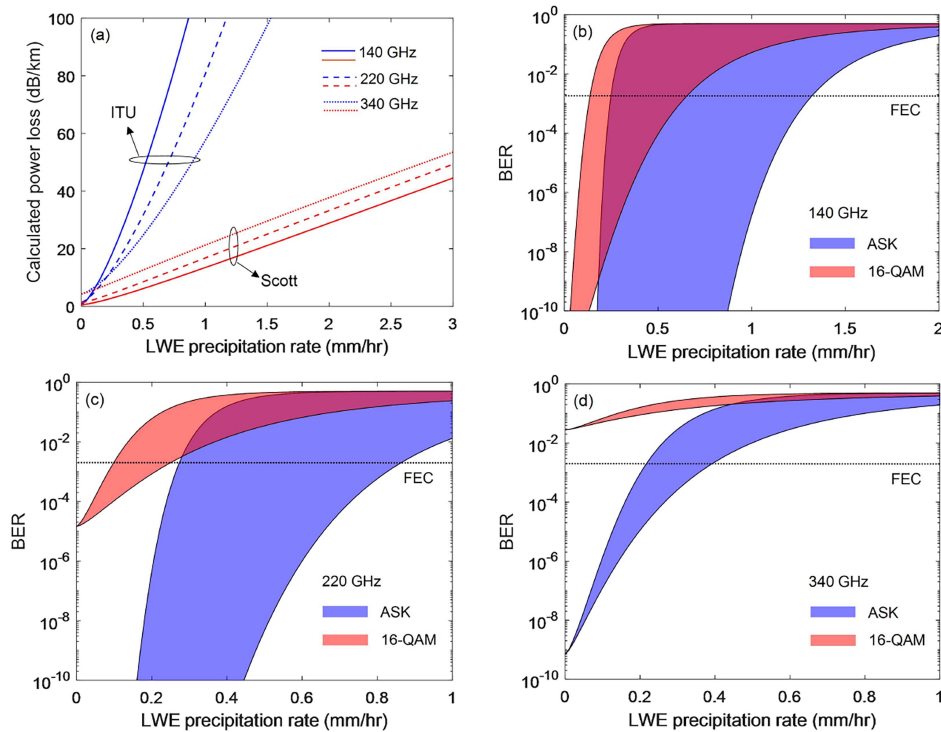 (a)
Calculated power loss (dB/km)
100
80
60
40
20
0
140 GHz
220 GHz
340 GHz
ITU
Scott
0 0.5 1 1.5 2 2.5 3
LWE precipitation rate (mm/hr)
(b)
BER
10^0
10^-2
10^-4
10^-6
10^-8
10^-10
FEC
140 GHz
ASK
16-QAM
0 0.5 1 1.5 2
LWE precipitation rate (mm/hr)
(c)
BER
10^0
10^-2
10^-4
10^-6
10^-8
10^-10
FEC
220 GHz
ASK
16-QAM
0 0.2 0.4 0.6 0.8 1
LWE precipitation rate (mm/hr)
(d)
BER
10^0
10^-2
10^-4
10^-6
10^-8
10^-10
FEC
340 GHz
ASK
16-QAM
0 0.2 0.4 0.6 0.8 1
LWE precipitation rate (mm/hr)